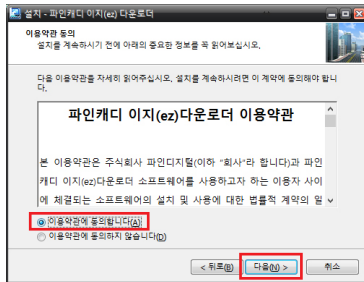 설치 - 파인캐디 이지(ez) 다운로더
이용약관 동의
설치를 계속하시기 전에 아래의 중요한 정보를 꼭 읽어보십시오.
다음 이용약관을 자세히 읽어주십시오. 설치를 계속하시려면 이 계약에 동의해야 합니
다.
파인캐디 이지(ez)다운로더 이용약관
본 이용약관은 주식회사 파인디지털(이하 "회사"라 합니다)과 파인
캐디 이지(ez)다운로더 소프트웨어를 사용하고자 하는 이용자 사이
에 체결되는 소프트웨어의 설치 및 사용에 대한 법률적 계약의 일
이용약관에 동의합니다(A)
이용약관에 동의하지 않습니다(D)
< 뒤로(B)
다음(N) >
취소